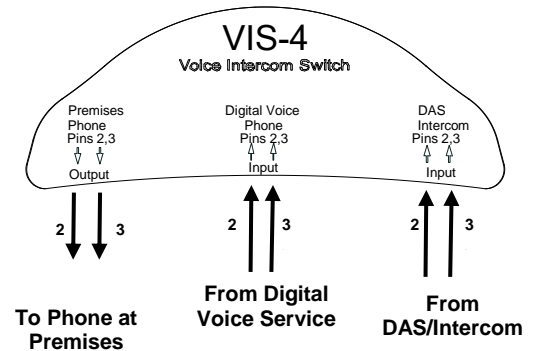 VIS-4
Voice Intercom Switch
Premises
Phone
Pins 2,3
Output
Digital Voice
Phone
Pins 2,3
Input
DAS
Intercom
Pins 2,3
Input
2
3
2
3
2
3
To Phone at
Premises
From Digital
Voice Service
From
DAS/Intercom